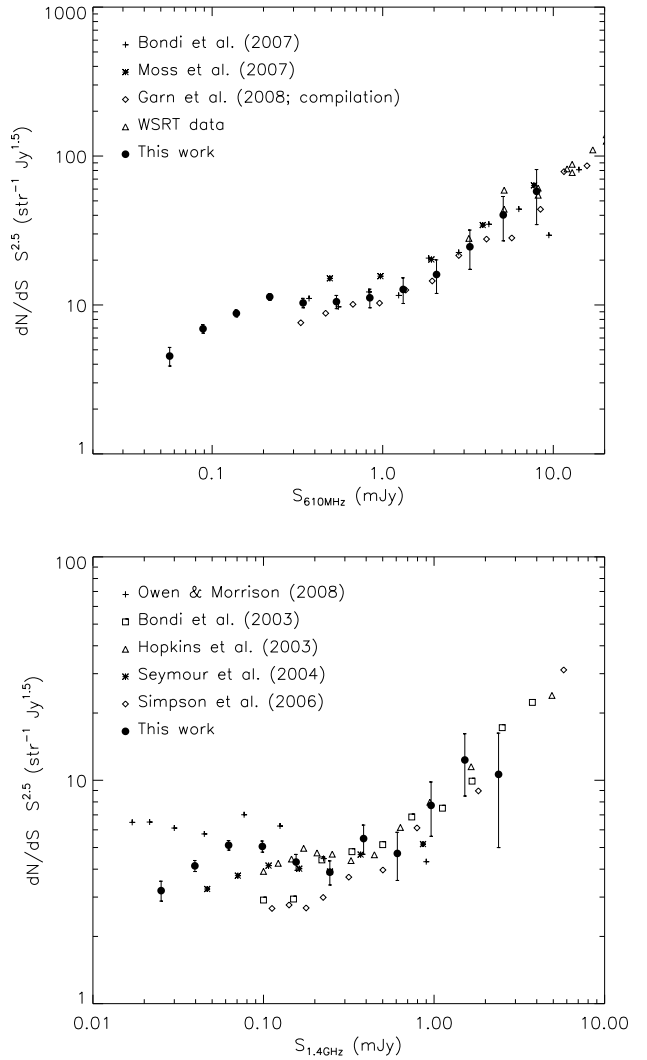 1000
+ Bondi et al. (2007)
Moss et al. (2007)
◇ Garn et al. (2008; compilation)
△ WSRT data
● This work
100
10
1
dN/dS S^2.5 (str^-1 Jy^1.5)
0.1 1.0 10.0
S_610MHz (mJy)
100
+ Owen & Morrison (2008)
□ Bondi et al. (2003)
△ Hopkins et al. (2003)
Seymour et al. (2004)
◇ Simpson et al. (2006)
● This work
10
1
dN/dS S^2.5 (str^-1 Jy^1.5)
0.01 0.10 1.00 10.00
S_1.4GHz (mJy)